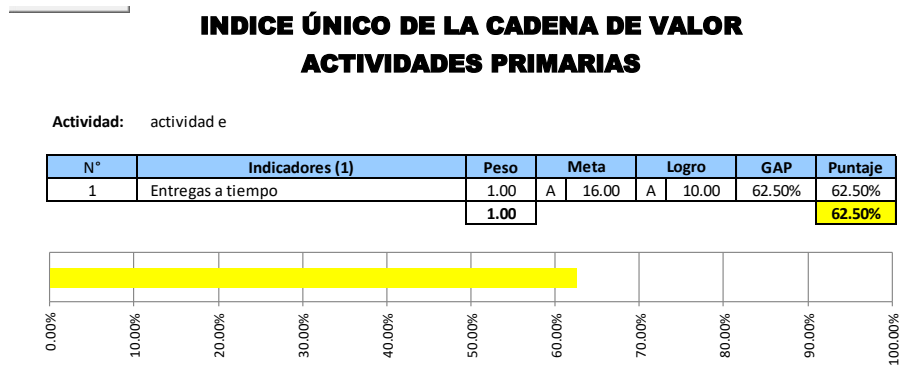 INDICE ÚNICO DE LA CADENA DE VALOR
ACTIVIDADES PRIMARIAS
Actividad: actividad e
N° Indicadores (1) Peso Meta Logro GAP Puntaje
1 Entregas a tiempo 1.00 A 16.00 A 10.00 62.50% 62.50%
1.00 62.50%
0.00% 10.00% 20.00% 30.00% 40.00% 50.00% 60.00% 70.00% 80.00% 90.00% 100.00%